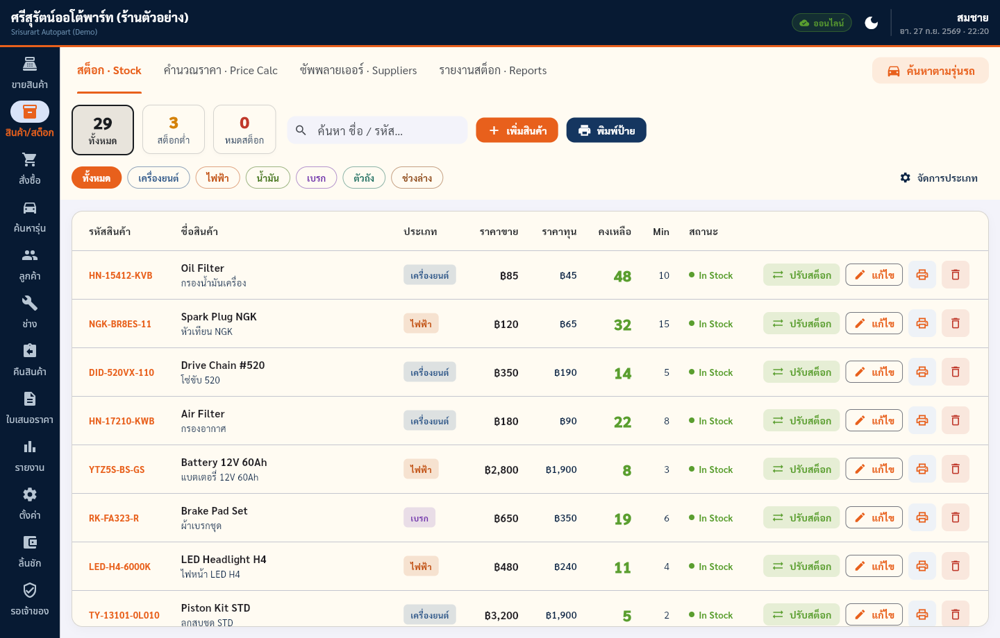 ศรีสุรัตน์ออโต้พาร์ท (ร้านตัวอย่าง)
Srisurart Autopart (Demo)
ออนไลน์
สมชาย
อา. 27 ก.ย. 2569 · 22:20
ขายสินค้า
สินค้า/สต็อก
สั่งซื้อ
ค้นหารุ่น
ลูกค้า
ช่าง
คืนสินค้า
ใบเสนอราคา
รายงาน
ตั้งค่า
ลิ้นชัก
รอเจ้าของ
สต็อก · Stock
คำนวณราคา · Price Calc
ซัพพลายเออร์ · Suppliers
รายงานสต็อก · Reports
ค้นหาตามรุ่นรถ
29
ทั้งหมด
3
สต็อกต่ำ
0
หมดสต็อก
ค้นหา ชื่อ / รหัส...
เพิ่มสินค้า
พิมพ์ป้าย
ทั้งหมด เครื่องยนต์ ไฟฟ้า น้ำมัน เบรก ตัวถัง ช่วงล่าง
จัดการประเภท
รหัสสินค้า ชื่อสินค้า ประเภท ราคาขาย ราคาทุน คงเหลือ Min สถานะ
HN-15412-KVB Oil Filter เครื่องยนต์ ฿85 ฿45 48 10 In Stock ปรับสต็อก แก้ไข
กรองน้ำมันเครื่อง
NGK-BR8ES-11 Spark Plug NGK ไฟฟ้า ฿120 ฿65 32 15 In Stock ปรับสต็อก แก้ไข
หัวเทียน NGK
DID-520VX-110 Drive Chain #520 เครื่องยนต์ ฿350 ฿190 14 5 In Stock ปรับสต็อก แก้ไข
โซ่ขับ 520
HN-17210-KWB Air Filter เครื่องยนต์ ฿180 ฿90 22 8 In Stock ปรับสต็อก แก้ไข
กรองอากาศ
YTZ5S-BS-GS Battery 12V 60Ah ไฟฟ้า ฿2,800 ฿1,900 8 3 In Stock ปรับสต็อก แก้ไข
แบตเตอรี่ 12V 60Ah
RK-FA323-R Brake Pad Set เบรก ฿650 ฿350 19 6 In Stock ปรับสต็อก แก้ไข
ผ้าเบรกชุด
LED-H4-6000K LED Headlight H4 ไฟฟ้า ฿480 ฿240 11 4 In Stock ปรับสต็อก แก้ไข
ไฟหน้า LED H4
TY-13101-0L010 Piston Kit STD เครื่องยนต์ ฿3,200 ฿1,900 5 2 In Stock ปรับสต็อก แก้ไข
ลูกสูบชุด STD